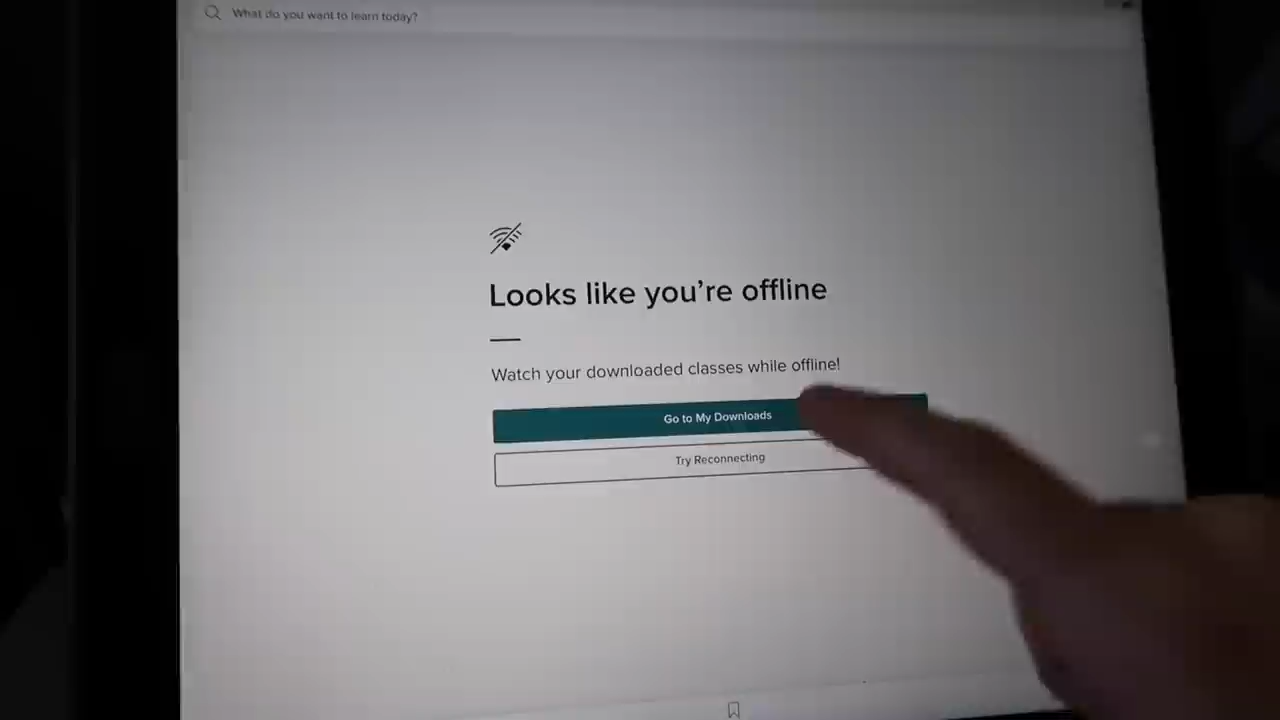 What do you want to learn today?
Looks like you're offline
Watch your downloaded classes while offline!
Go to My Downloads
Try Reconnecting